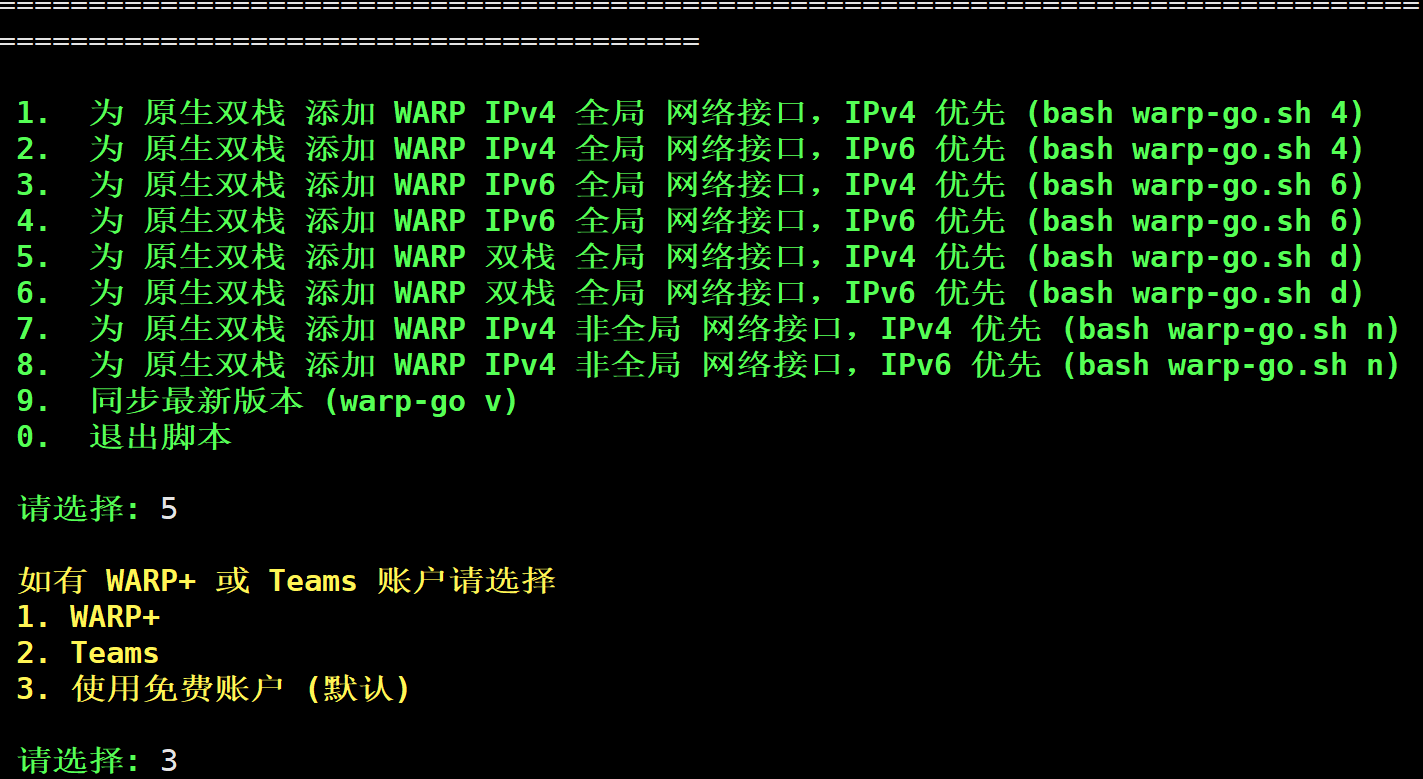 ===============================================================================
=======================================
1.  为 原生双栈 添加 WARP IPv4 全局 网络接口，IPv4 优先 (bash warp-go.sh 4)
2.  为 原生双栈 添加 WARP IPv4 全局 网络接口，IPv6 优先 (bash warp-go.sh 4)
3.  为 原生双栈 添加 WARP IPv6 全局 网络接口，IPv4 优先 (bash warp-go.sh 6)
4.  为 原生双栈 添加 WARP IPv6 全局 网络接口，IPv6 优先 (bash warp-go.sh 6)
5.  为 原生双栈 添加 WARP 双栈 全局 网络接口，IPv4 优先 (bash warp-go.sh d)
6.  为 原生双栈 添加 WARP 双栈 全局 网络接口，IPv6 优先 (bash warp-go.sh d)
7.  为 原生双栈 添加 WARP IPv4 非全局 网络接口，IPv4 优先 (bash warp-go.sh n)
8.  为 原生双栈 添加 WARP IPv4 非全局 网络接口，IPv6 优先 (bash warp-go.sh n)
9.  同步最新版本 (warp-go v)
0.  退出脚本
请选择: 5
如有 WARP+ 或 Teams 账户请选择
1. WARP+
2. Teams
3. 使用免费账户 (默认)
请选择: 3